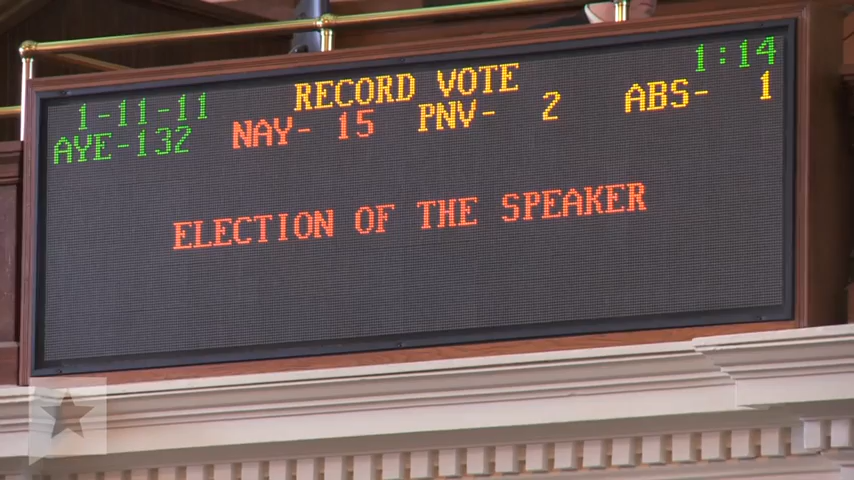 1-11-11 RECORD VOTE 1:14
AYE-132 NAY- 15 PNV- 2 ABS- 1
ELECTION OF THE SPEAKER